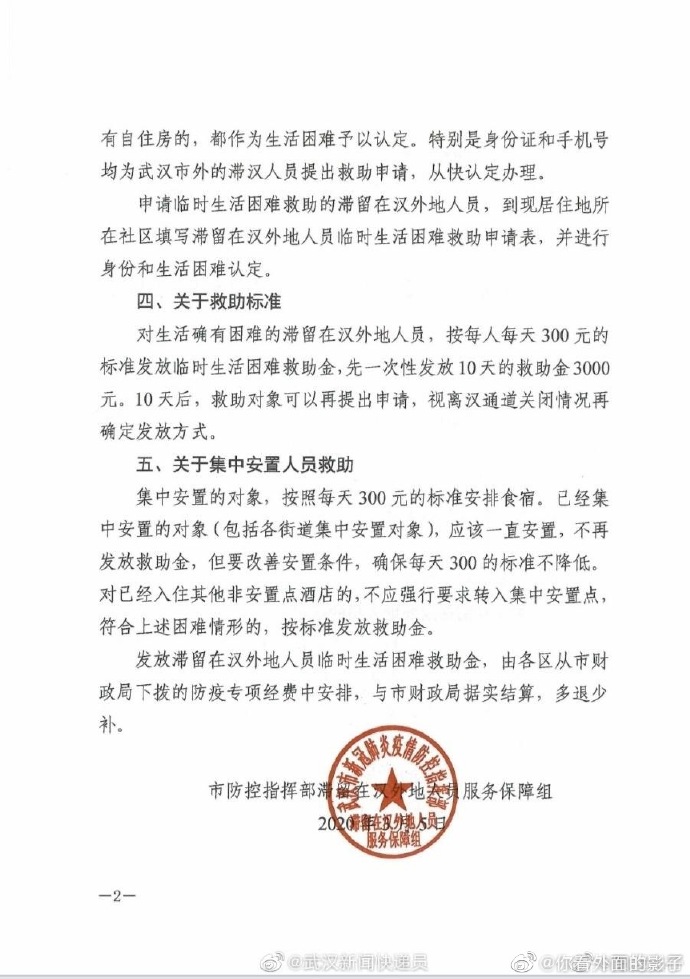 有自住房的，都作为生活困难予以认定。特别是身份证和手机号
均为武汉市外的滞汉人员提出救助申请，从快认定办理。
申请临时生活困难救助的滞留在汉外地人员，到现居住地所
在社区填写滞留在汉外地人员临时生活困难救助申请表，并进行
身份和生活困难认定。
四、关于救助标准
对生活确有困难的滞留在汉外地人员，按每人每天 300 元的
标准发放临时生活困难救助金，先一次性发放 10 天的救助金 3000
元。10 天后，救助对象可以再提出申请，视离汉通道关闭情况再
确定发放方式。
五、关于集中安置人员救助
集中安置的对象，按照每天 300 元的标准安排食宿。已经集
中安置的对象（包括各街道集中安置对象），应该一直安置，不再
发放救助金，但要改善安置条件，确保每天 300 的标准不降低。
对已经入住其他非安置点酒店的，不应强行要求转入集中安置点，
符合上述困难情形的，按标准发放救助金。
发放滞留在汉外地人员临时生活困难救助金，由各区从市财
政局下拨的防疫专项经费中安排，与市财政局据实结算，多退少
补。
武汉市新冠肺炎疫情防控指挥部
市防控指挥部滞留在汉外地人员服务保障组
2020 年 3 月 5 日
滞留在汉外地人员
服务保障组
—2—
@武汉新闻快递员
@你看外面的影子